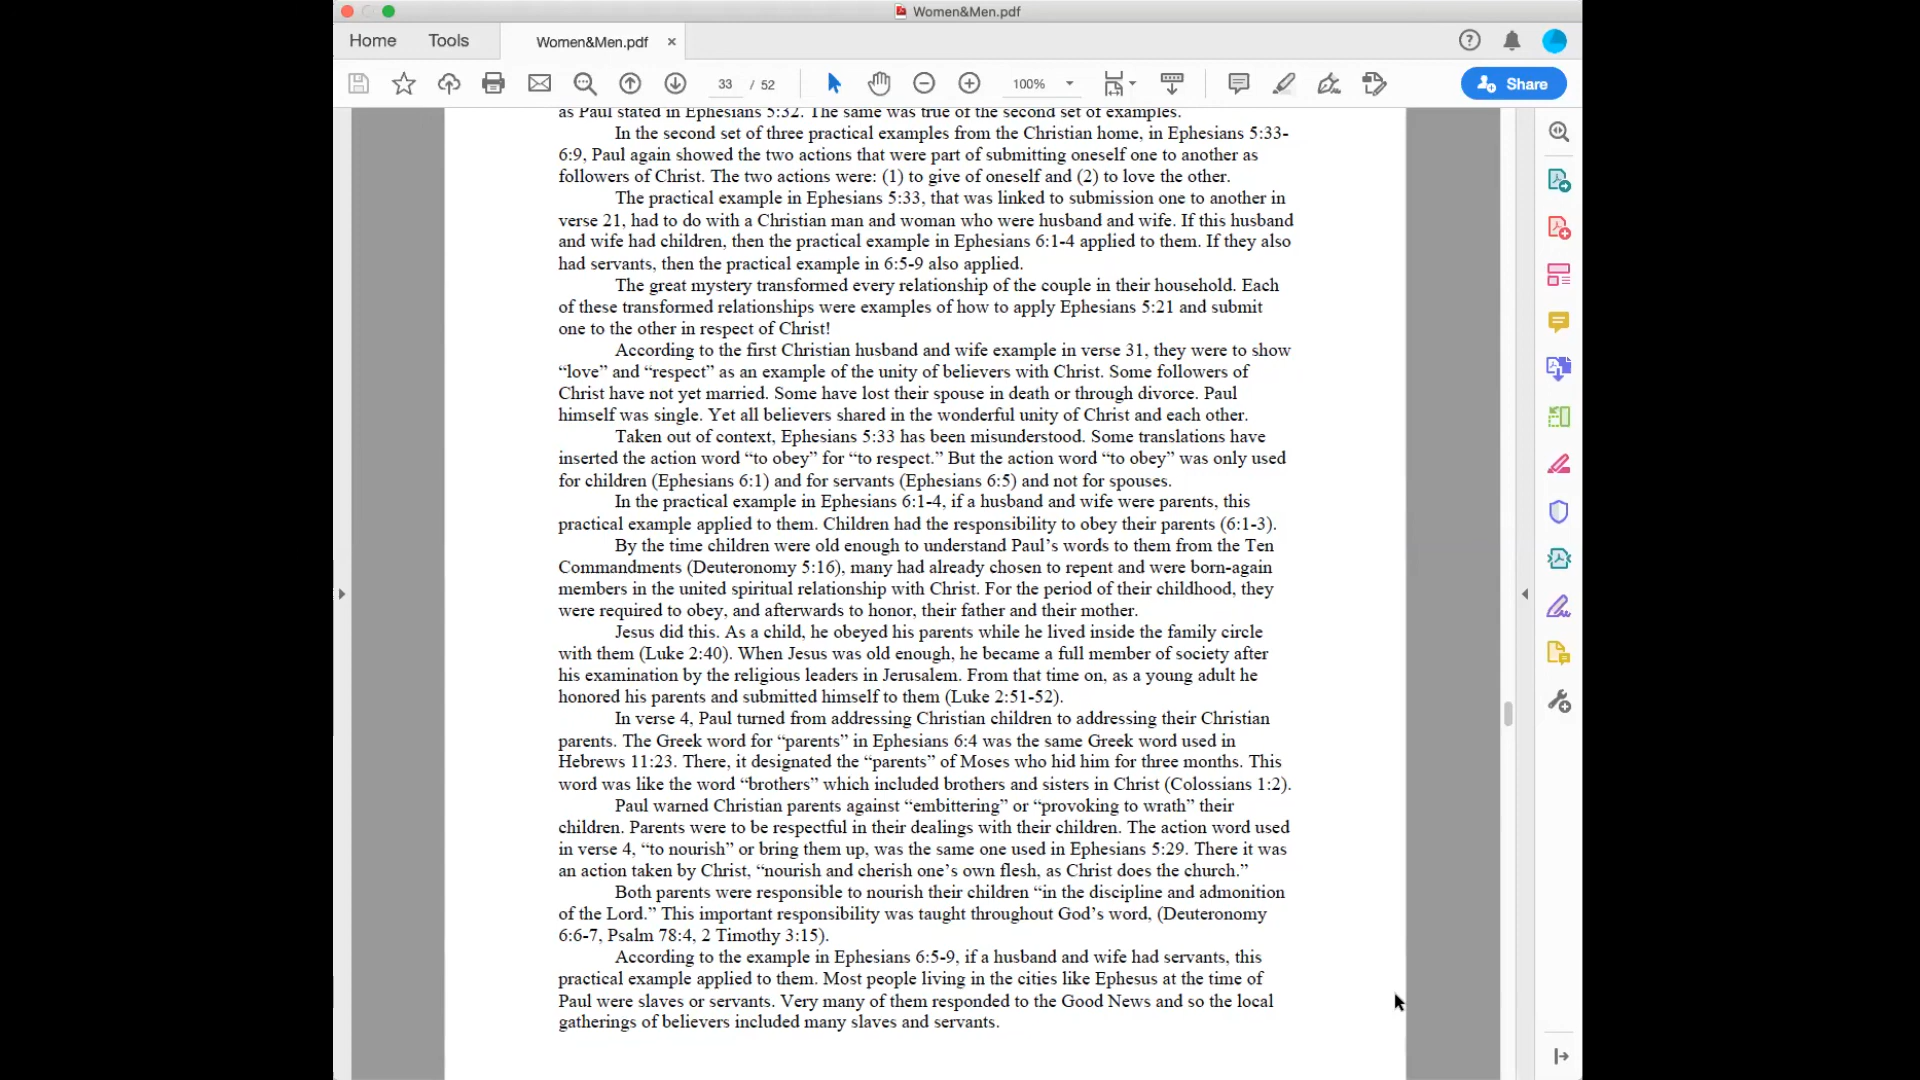 Women&Men.pdf
Home
Tools
Women&Men.pdf
33 / 52
100%
Share
as Paul stated in Ephesians 5:32. The same was true of the second set of examples.
In the second set of three practical examples from the Christian home, in Ephesians 5:33-
6:9, Paul again showed the two actions that were part of submitting oneself one to another as
followers of Christ. The two actions were: (1) to give of oneself and (2) to love the other.
The practical example in Ephesians 5:33, that was linked to submission one to another in
verse 21, had to do with a Christian man and woman who were husband and wife. If this husband
and wife had children, then the practical example in Ephesians 6:1-4 applied to them. If they also
had servants, then the practical example in 6:5-9 also applied.
The great mystery transformed every relationship of the couple in their household. Each
of these transformed relationships were examples of how to apply Ephesians 5:21 and submit
one to the other in respect of Christ!
According to the first Christian husband and wife example in verse 31, they were to show
“love” and “respect” as an example of the unity of believers with Christ. Some followers of
Christ have not yet married. Some have lost their spouse in death or through divorce. Paul
himself was single. Yet all believers shared in the wonderful unity of Christ and each other.
Taken out of context, Ephesians 5:33 has been misunderstood. Some translations have
inserted the action word “to obey” for “to respect.” But the action word “to obey” was only used
for children (Ephesians 6:1) and for servants (Ephesians 6:5) and not for spouses.
In the practical example in Ephesians 6:1-4, if a husband and wife were parents, this
practical example applied to them. Children had the responsibility to obey their parents (6:1-3).
By the time children were old enough to understand Paul’s words to them from the Ten
Commandments (Deuteronomy 5:16), many had already chosen to repent and were born-again
members in the united spiritual relationship with Christ. For the period of their childhood, they
were required to obey, and afterwards to honor, their father and their mother.
Jesus did this. As a child, he obeyed his parents while he lived inside the family circle
with them (Luke 2:40). When Jesus was old enough, he became a full member of society after
his examination by the religious leaders in Jerusalem. From that time on, as a young adult he
honored his parents and submitted himself to them (Luke 2:51-52).
In verse 4, Paul turned from addressing Christian children to addressing their Christian
parents. The Greek word for “parents” in Ephesians 6:4 was the same Greek word used in
Hebrews 11:23. There, it designated the “parents” of Moses who hid him for three months. This
word was like the word “brothers” which included brothers and sisters in Christ (Colossians 1:2).
Paul warned Christian parents against “embittering” or “provoking to wrath” their
children. Parents were to be respectful in their dealings with their children. The action word used
in verse 4, “to nourish” or bring them up, was the same one used in Ephesians 5:29. There it was
an action taken by Christ, “nourish and cherish one’s own flesh, as Christ does the church.”
Both parents were responsible to nourish their children “in the discipline and admonition
of the Lord.” This important responsibility was taught throughout God’s word, (Deuteronomy
6:6-7, Psalm 78:4, 2 Timothy 3:15).
According to the example in Ephesians 6:5-9, if a husband and wife had servants, this
practical example applied to them. Most people living in the cities like Ephesus at the time of
Paul were slaves or servants. Very many of them responded to the Good News and so the local
gatherings of believers included many slaves and servants.